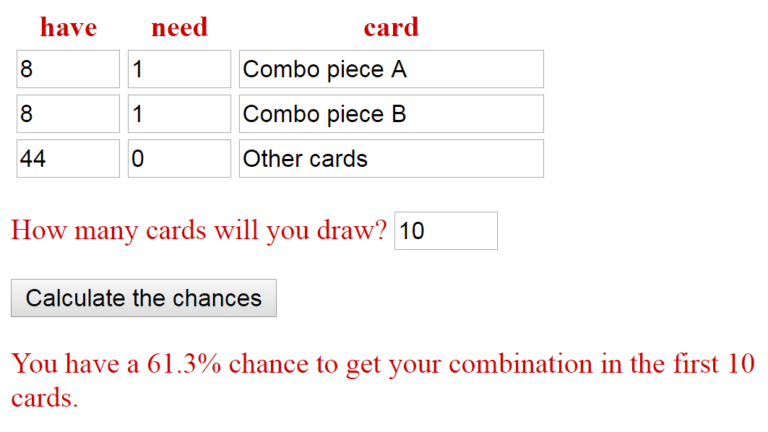 have need card
8 1 Combo piece A
8 1 Combo piece B
44 0 Other cards
How many cards will you draw? 10
Calculate the chances
You have a 61.3% chance to get your combination in the first 10
cards.